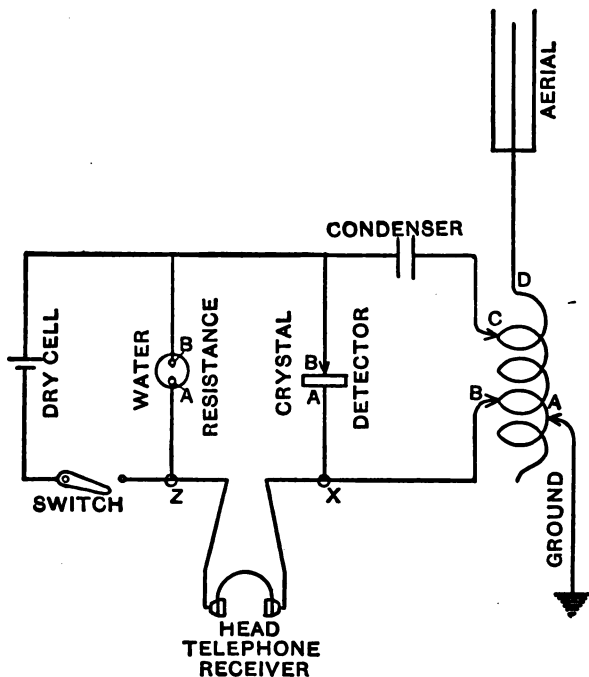 AERIAL
CONDENSER
D
C
B
A
DRY CELL
WATER
RESISTANCE
B
A
CRYSTAL
DETECTOR
B
A
SWITCH
Z
X
GROUND
HEAD
TELEPHONE
RECEIVER